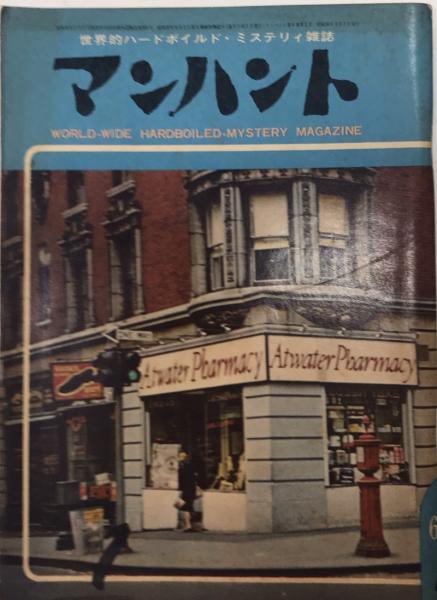 世界的ハードボイルド・ミステリィ雑誌
マンハント
WORLD-WIDE HARDBOILED-MYSTERY MAGAZINE
Atwater Pharmacy
Atwater Pharmacy
6